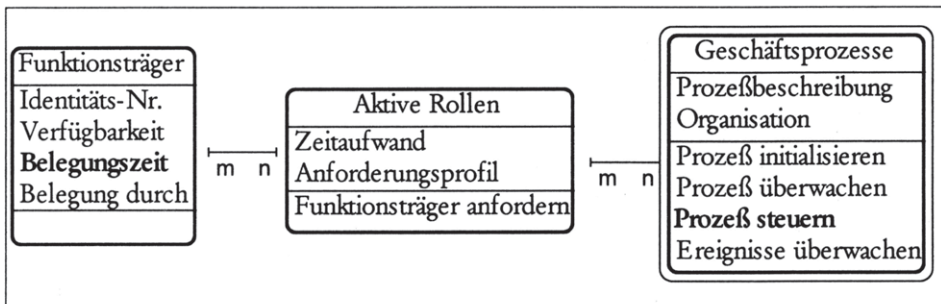 Funktionsträger
Identitäts-Nr.
Verfügbarkeit
Belegungszeit
Belegung durch
m n
Aktive Rollen
Zeitaufwand
Anforderungsprofil
Funktionsträger anfordern
m n
Geschäftsprozesse
Prozeßbeschreibung
Organisation
Prozeß initialisieren
Prozeß überwachen
Prozeß steuern
Ereignisse überwachen